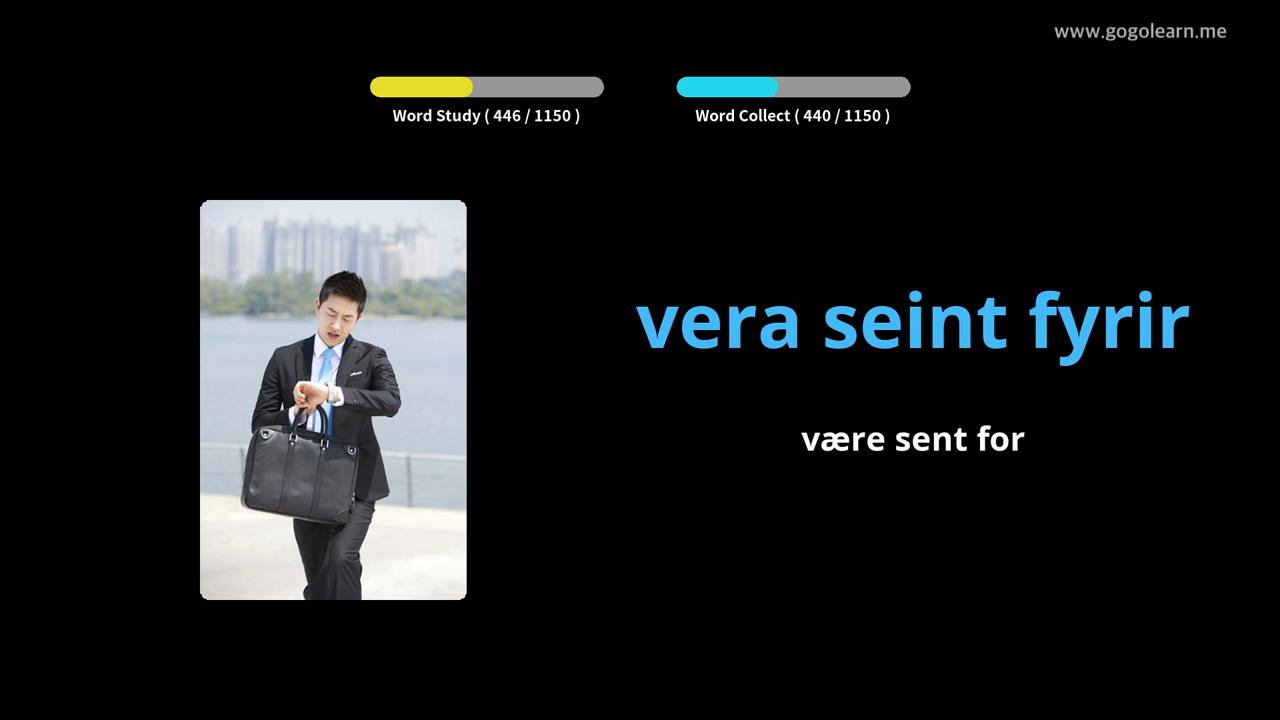 www.gogolearn.me
Word Study ( 446 / 1150 )
Word Collect ( 440 / 1150 )
vera seint fyrir
være sent for